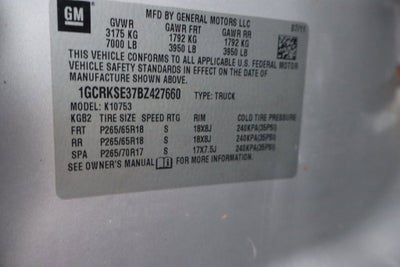 GM
MFD BY GENERAL MOTORS LLC
GVWR GAWR FRT GAWR RR
3175 KG 1792 KG 1792 KG
7000 LB 3950 LB 3950 LB
THIS VEHICLE CONFORMS TO ALL APPLICABLE U.S. FEDERAL MOTOR
VEHICLE SAFETY STANDARDS IN EFFECT ON THE DATE OF
MANUFACTURE SHOWN ABOVE.
1GCRKSE37BZ427660 TYPE: TRUCK
MODEL: K10753
KG82 TIRE SIZE SPEED RTG RIM COLD TIRE PRESSURE
FRT P265/65R18 S 18X8J 240KPA(35PSI)
RR P265/65R18 S 18X8J 240KPA(35PSI)
SPA P265/70R17 S 17X7.5J 240KPA(35PSI)
SEE OWNER'S MANUAL FOR MORE INFORMATION.